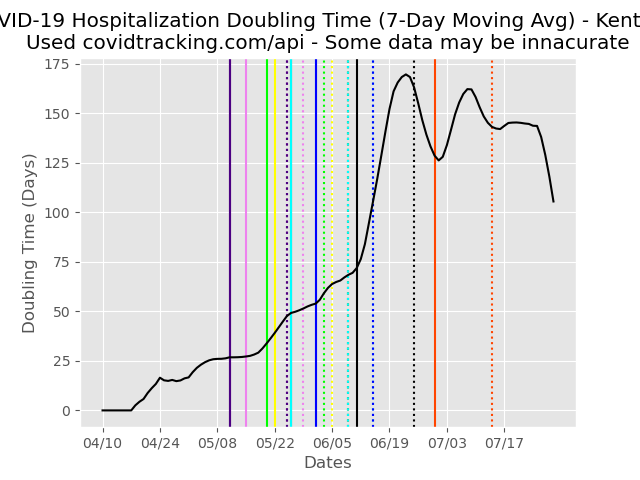 VID-19 Hospitalization Doubling Time (7-Day Moving Avg) - Kent
Used covidtracking.com/api - Some data may be innacurate
175
150
125
100
75
50
25
0
Doubling Time (Days)
04/10 04/24 05/08 05/22 06/05 06/19 07/03 07/17
Dates